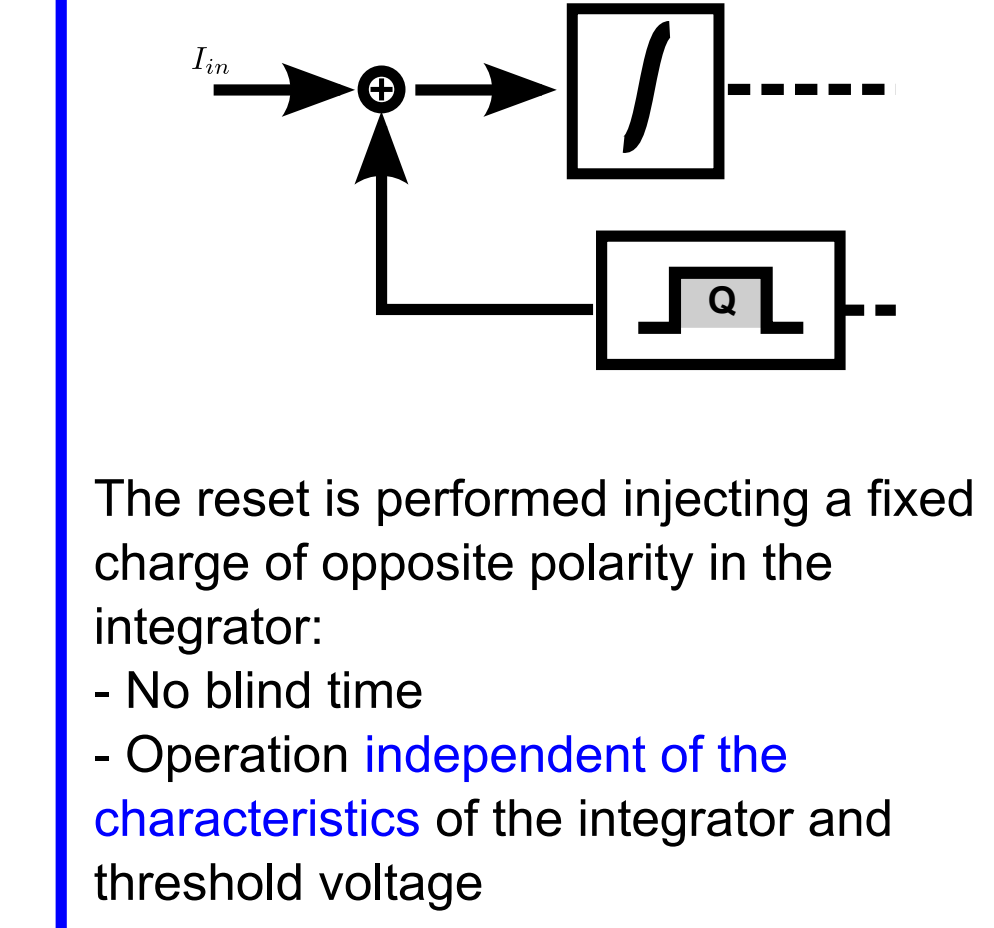 I_in
Q
The reset is performed injecting a fixed
charge of opposite polarity in the
integrator:
- No blind time
- Operation independent of the
characteristics of the integrator and
threshold voltage